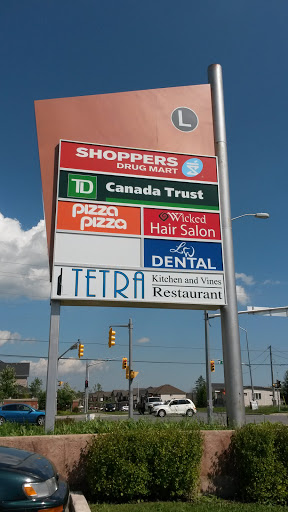 L
SHOPPERS
DRUG MART
TD Canada Trust
pizza
pizza
Wicked
Hair Salon
DENTAL
TETRA Kitchen and Vines
Restaurant